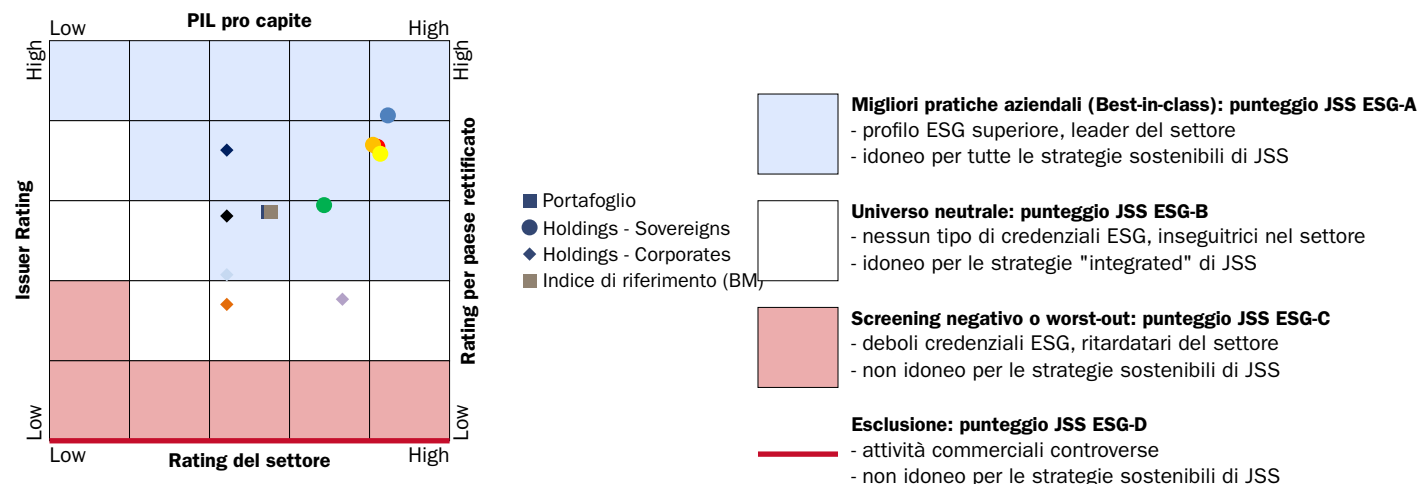 PIL pro capite
Low
High
High
High
Issuer Rating
Rating per paese rettificato
Low
Low
Low
High
Rating del settore
Portafoglio
Holdings - Sovereigns
Holdings - Corporates
Indice di riferimento (BM)
Migliori pratiche aziendali (Best-in-class): punteggio JSS ESG-A
- profilo ESG superiore, leader del settore
- idoneo per tutte le strategie sostenibili di JSS
Universo neutrale: punteggio JSS ESG-B
- nessun tipo di credenziali ESG, inseguitrici nel settore
- idoneo per le strategie "integrated" di JSS
Screening negativo o worst-out: punteggio JSS ESG-C
- deboli credenziali ESG, ritardatari del settore
- non idoneo per le strategie sostenibili di JSS
Esclusione: punteggio JSS ESG-D
- attività commerciali controverse
- non idoneo per le strategie sostenibili di JSS